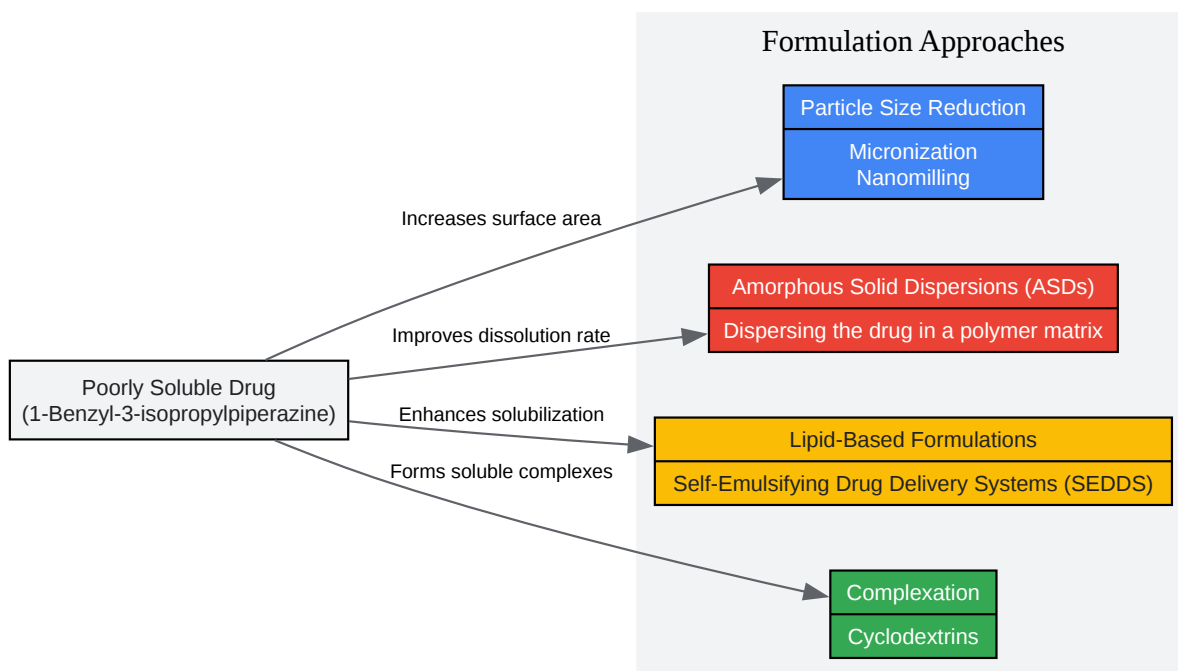 Formulation Approaches
Particle Size Reduction
Micronization
Nanomilling
Increases surface area
Amorphous Solid Dispersions (ASDs)
Dispersing the drug in a polymer matrix
Improves dissolution rate
Poorly Soluble Drug
(1-Benzyl-3-isopropylpiperazine)
Enhances solubilization
Lipid-Based Formulations
Self-Emulsifying Drug Delivery Systems (SEDDS)
Forms soluble complexes
Complexation
Cyclodextrins